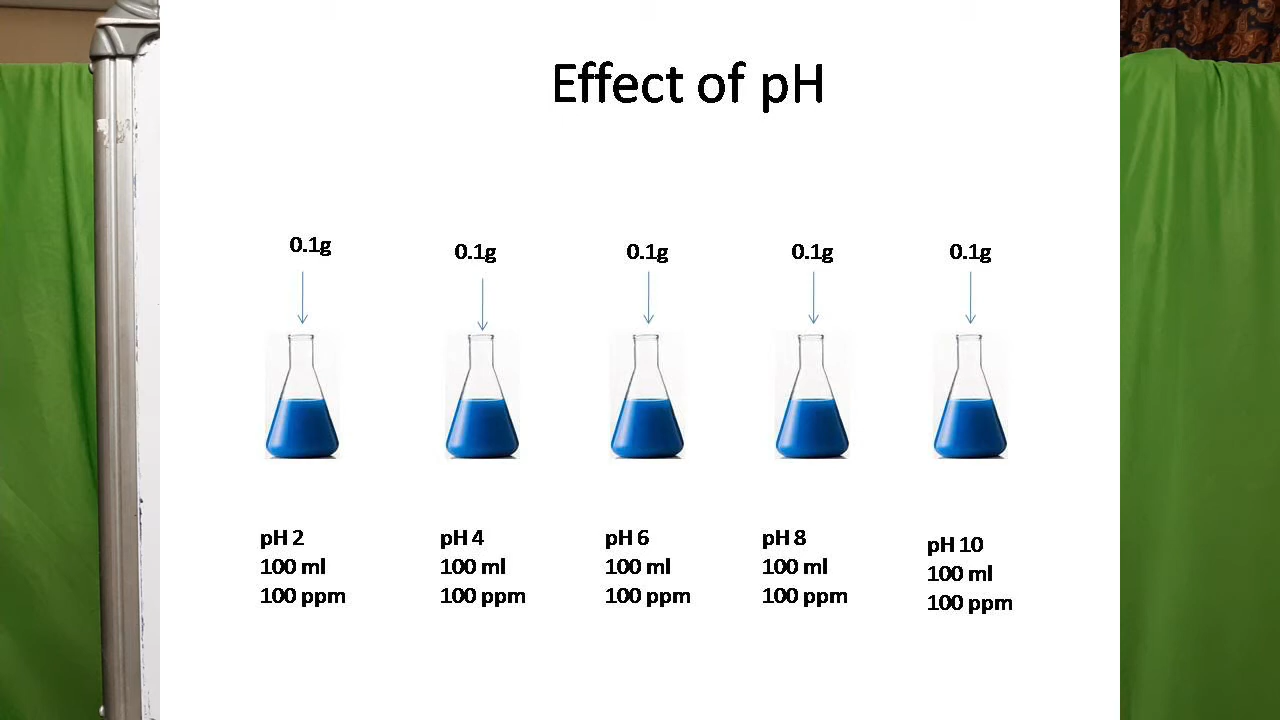 Effect of pH
0.1g
0.1g
0.1g
0.1g
0.1g
pH 2
100 ml
100 ppm
pH 4
100 ml
100 ppm
pH 6
100 ml
100 ppm
pH 8
100 ml
100 ppm
pH 10
100 ml
100 ppm